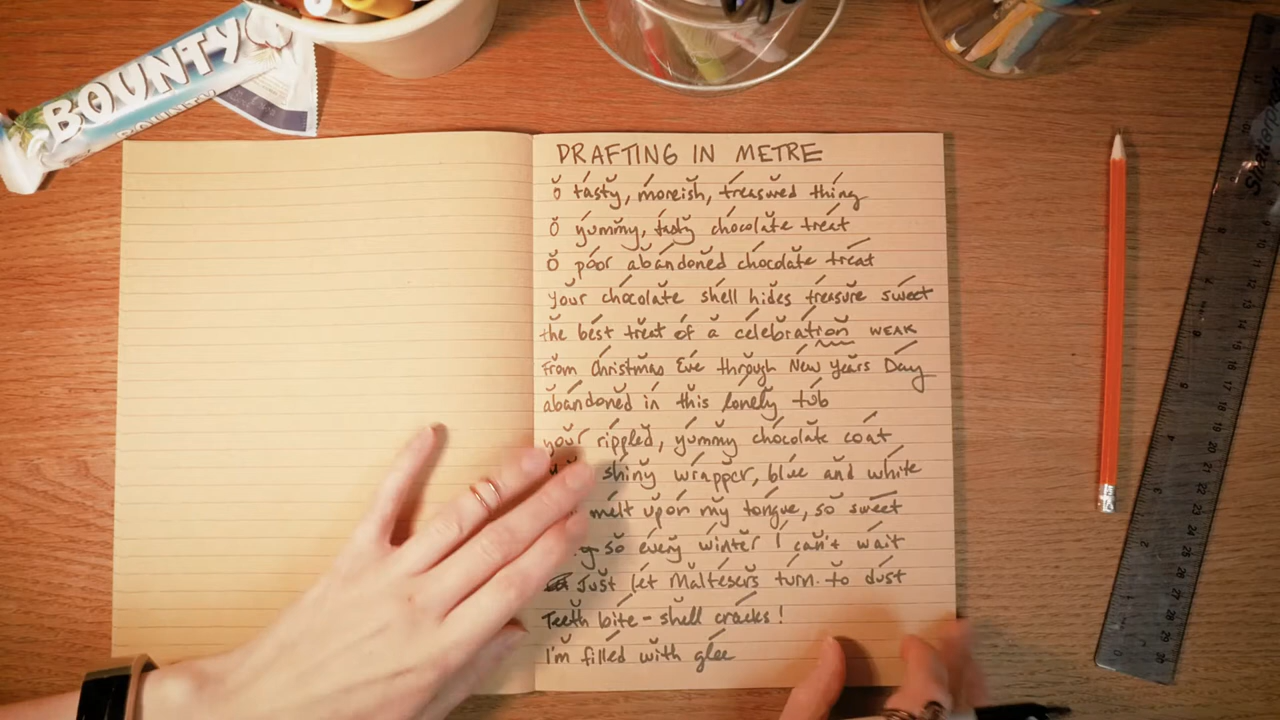 BOUNTY
DRAFTING IN METRE
O tasty, moreish, treasured thing
O yummy, tasty chocolate treat
O poor abandoned chocolate treat
Your chocolate shell hides treasure sweet
the best treat of a celebration WEAK
From Christmas Eve through New Years Day
abandoned in this lonely tub
your rippled, yummy chocolate coat
shiny wrapper, blue and white
melt upon my tongue, so sweet
so every winter I can't wait
Just let Maltesers turn to dust
Teeth bite - shell cracks!
I'm filled with glee